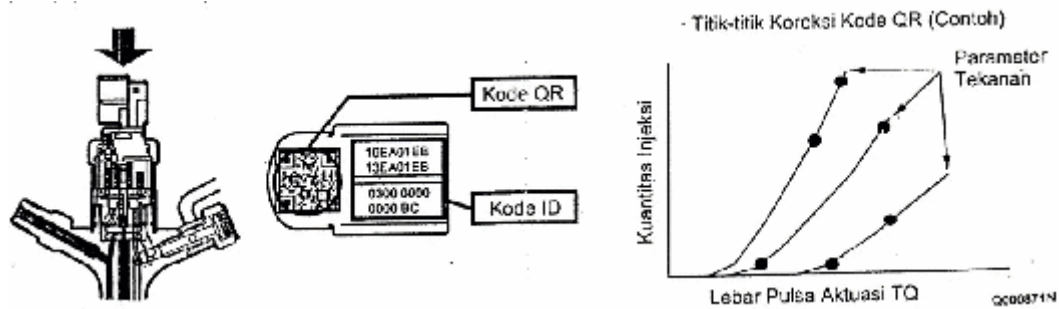 - Titik-titik Koreksi Kode QR (Contoh)
Kode QR
10EA01EB
13EA01EB
0300 0000
0000 BC
Kode ID
Parameter
Tekanan
Kuantitas Injeksi
Lebar Pulsa Aktuasi TQ
Q000871N